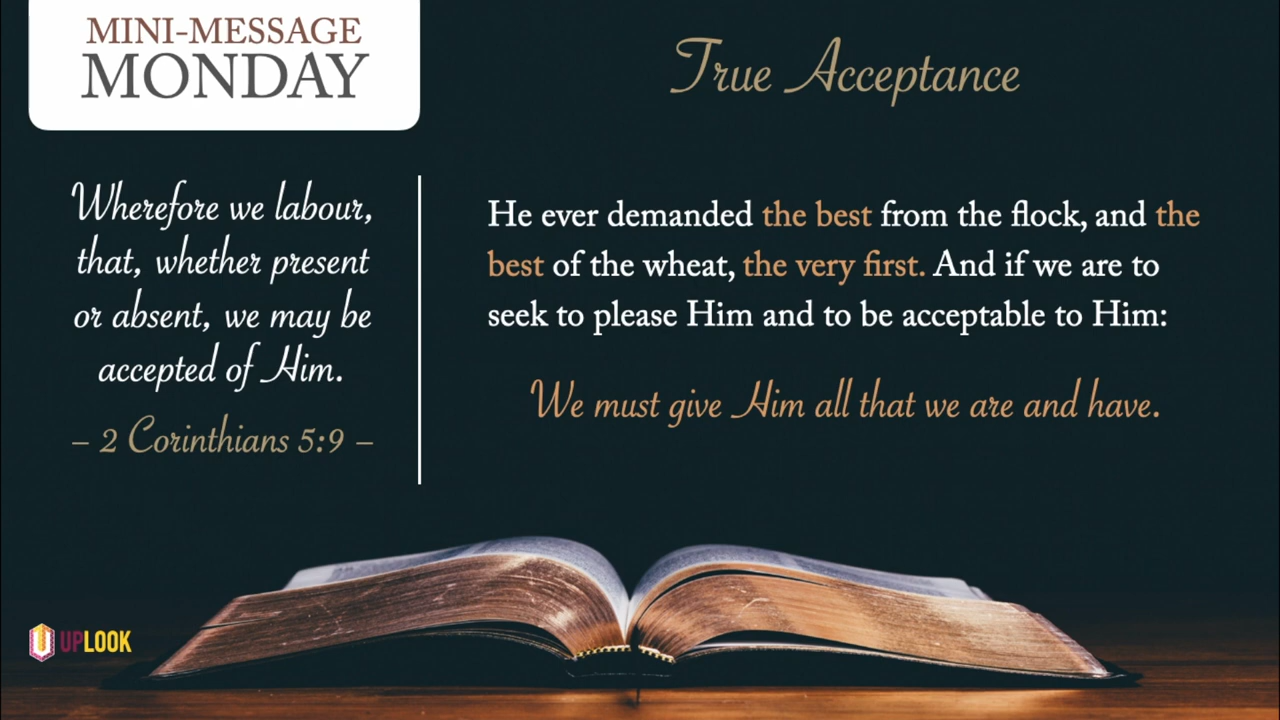 MINI-MESSAGE
MONDAY
True Acceptance
Wherefore we labour,
that, whether present
or absent, we may be
accepted of Him.
– 2 Corinthians 5:9 –
He ever demanded the best from the flock, and the
best of the wheat, the very first. And if we are to
seek to please Him and to be acceptable to Him:
We must give Him all that we are and have.
UPLOOK